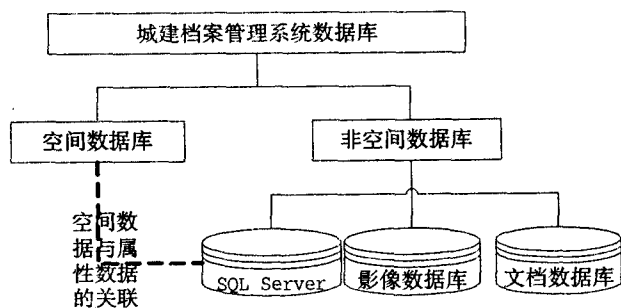 城建档案管理系统数据库
空间数据库
非空间数据库
空间数
据与属
性数据
的关联
SQL Server
影像数据库
文档数据库